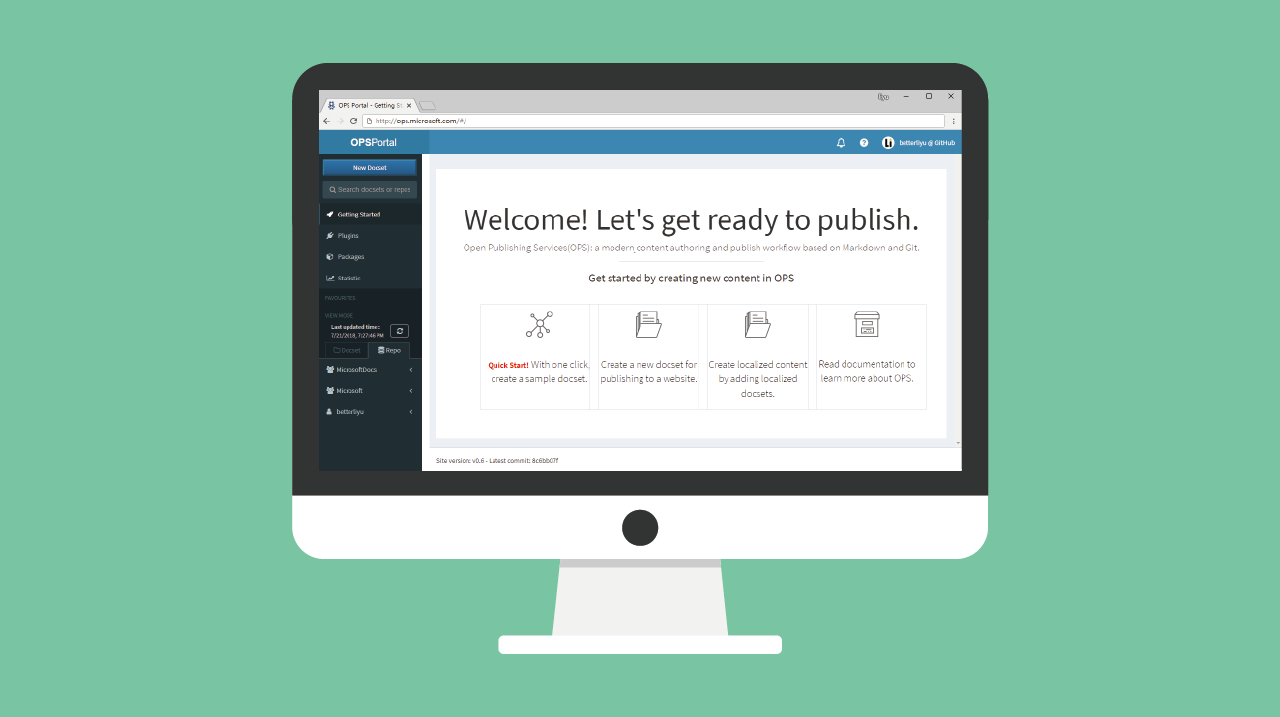 OPS Portal - Getting St
http://ops.microsoft.com/#/
OPSPortal
betterliyu @ GitHub
New Docset
Search docsets or repos
Getting Started
Plugins
Packages
Statistic
FAVOURITES
VIEW MORE
Last updated time:
7/21/2018, 7:27:46 PM
Docset
Repo
MicrosoftDocs
Microsoft
betterliyu
Welcome! Let's get ready to publish.
Open Publishing Services(OPS): a modern content authoring and publish workflow based on Markdown and Git.
Get started by creating new content in OPS
Quick Start! With one click,
create a sample docset.
Create a new docset for
publishing to a website.
Create localized content
by adding localized
docsets.
Read documentation to
learn more about OPS.
Site version: v0.6 - Latest commit: 8c6bb07f